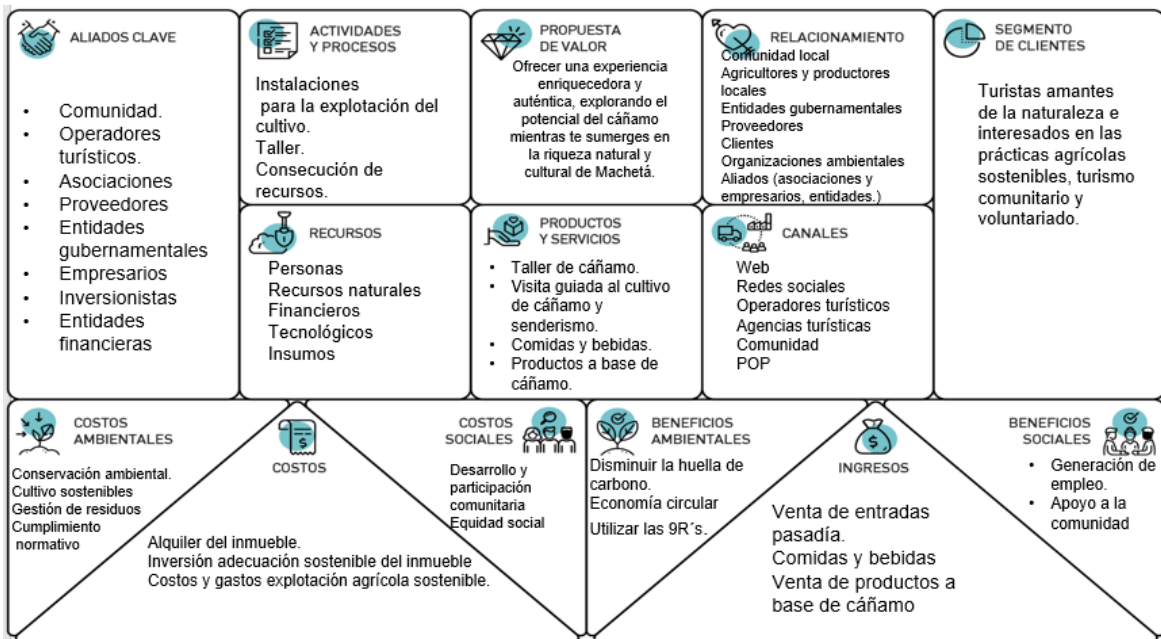 ALIADOS CLAVE
• Comunidad.
• Operadores
turísticos.
• Asociaciones
• Proveedores
• Entidades
gubernamentales
• Empresarios
• Inversionistas
• Entidades
financieras
ACTIVIDADES
Y PROCESOS
Instalaciones
para la explotación del
cultivo.
Taller.
Consecución de
recursos.
RECURSOS
Personas
Recursos naturales
Financieros
Tecnológicos
Insumos
PROPUESTA
DE VALOR
Ofrecer una experiencia
enriquecedora y
auténtica, explorando el
potencial del cáñamo
mientras te sumerges en
la riqueza natural y
cultural de Machetá.
PRODUCTOS
Y SERVICIOS
• Taller de cáñamo.
• Visita guiada al cultivo
de cáñamo y
senderismo.
• Comidas y bebidas.
• Productos a base de
cáñamo.
RELACIONAMIENTO
Comunidad local
Agricultores y productores
locales
Entidades gubernamentales
Proveedores
Clientes
Organizaciones ambientales
Aliados (asociaciones y
empresarios, entidades.)
CANALES
Web
Redes sociales
Operadores turísticos
Agencias turísticas
Comunidad
POP
SEGMENTO
DE CLIENTES
Turistas amantes
de la naturaleza e
interesados en las
prácticas agrícolas
sostenibles, turismo
comunitario y
voluntariado.
COSTOS
AMBIENTALES
Conservación ambiental.
Cultivo sostenibles
Gestión de residuos
Cumplimiento
normativo
$
COSTOS
Alquiler del inmueble.
Inversión adecuación sostenible del inmueble
Costos y gastos explotación agrícola sostenible.
COSTOS
SOCIALES
Desarrollo y
participación
comunitaria
Equidad social
BENEFICIOS
AMBIENTALES
Disminuir la huella de
carbono.
Economía circular
Utilizar las 9R´s.
$
INGRESOS
Venta de entradas
pasadía.
Comidas y bebidas
Venta de productos a
base de cáñamo
BENEFICIOS
SOCIALES
• Generación de
empleo.
• Apoyo a la
comunidad